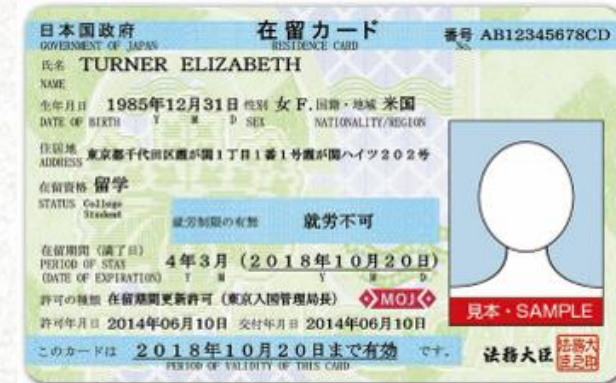 日本国政府 在留カード 番号 AB12345678CD
GOVERNMENT OF JAPAN RESIDENCE CARD No.
氏名 TURNER ELIZABETH
NAME
生年月日 1985年12月31日 性別 女 F. 国籍・地域 米国
DATE OF BIRTH Y M D SEX NATIONALITY/REGION
住居地 東京都千代田区霞が関1丁目1番1号霞が関ハイツ202号
ADDRESS
在留資格 留学
STATUS College
Student
就労制限の有無 就労不可
在留期間(満了日)
PERIOD OF STAY 4年3月(2018年10月20日)
(DATE OF EXPIRATION) Y M Y M D
許可の種類 在留期間更新許可(東京入国管理局長) MOJ
見本・SAMPLE
許可年月日 2014年06月10日 交付年月日 2014年06月10日
このカードは 2018年10月20日まで有効 です。
PERIOD OF VALIDITY OF THIS CARD
法務大臣 法務大臣之印